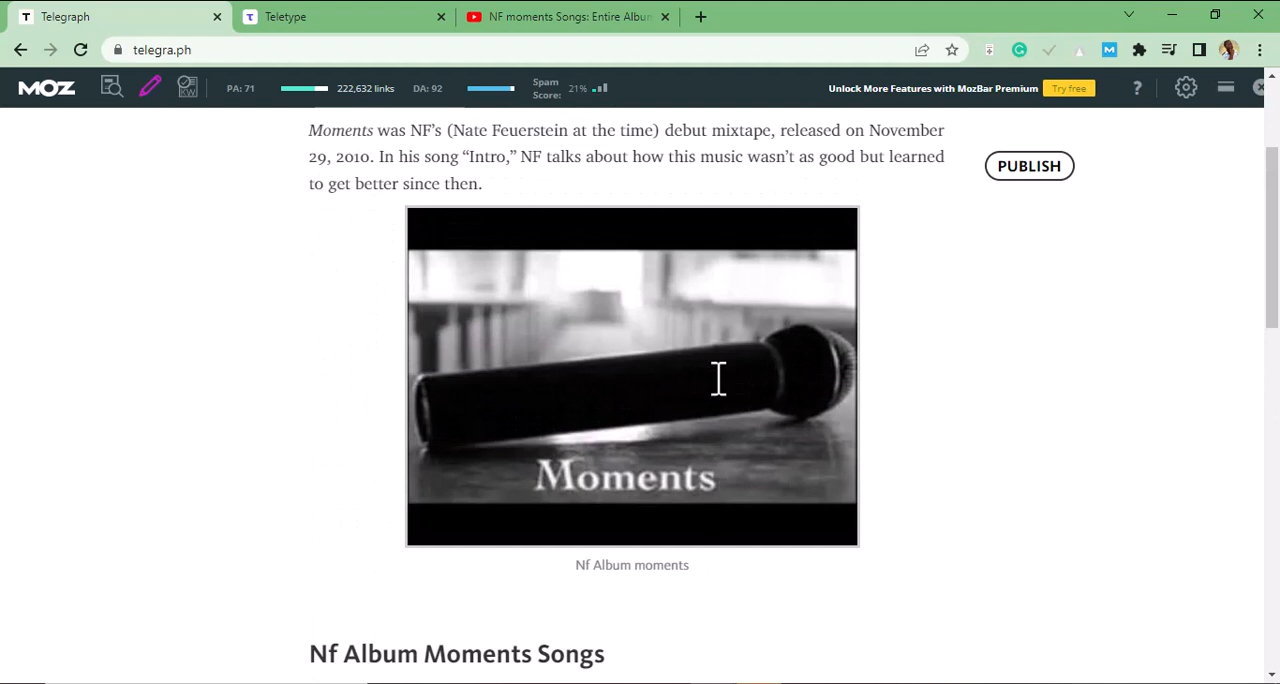 Telegraph
Teletype
NF moments Songs: Entire Album
telegra.ph
MOZ
PA: 71
222,632 links
DA: 92
Spam Score: 21%
Unlock More Features with MozBar Premium
Try free
?
Moments was NF’s (Nate Feuerstein at the time) debut mixtape, released on November
29, 2010. In his song “Intro,” NF talks about how this music wasn’t as good but learned
to get better since then.
PUBLISH
Moments
Nf Album moments
Nf Album Moments Songs